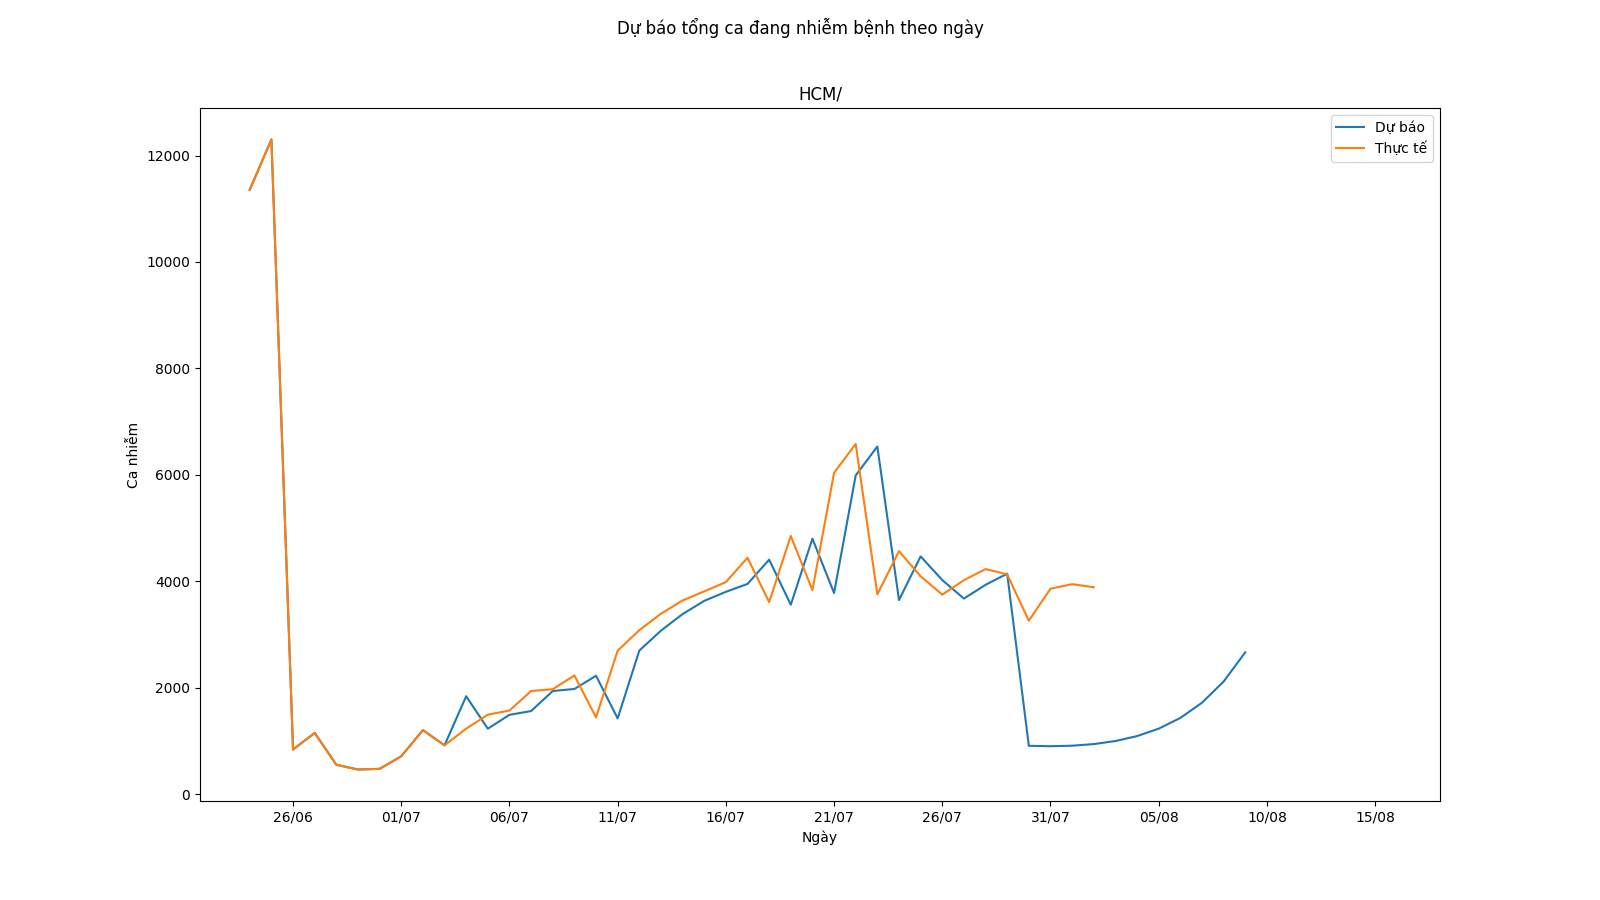 Dự báo tổng ca đang nhiễm bệnh theo ngày
HCM/
Dự báo
Thực tế
12000
10000
8000
6000
4000
2000
0
Ca nhiễm
26/06 01/07 06/07 11/07 16/07 21/07 26/07 31/07 05/08 10/08 15/08
Ngày